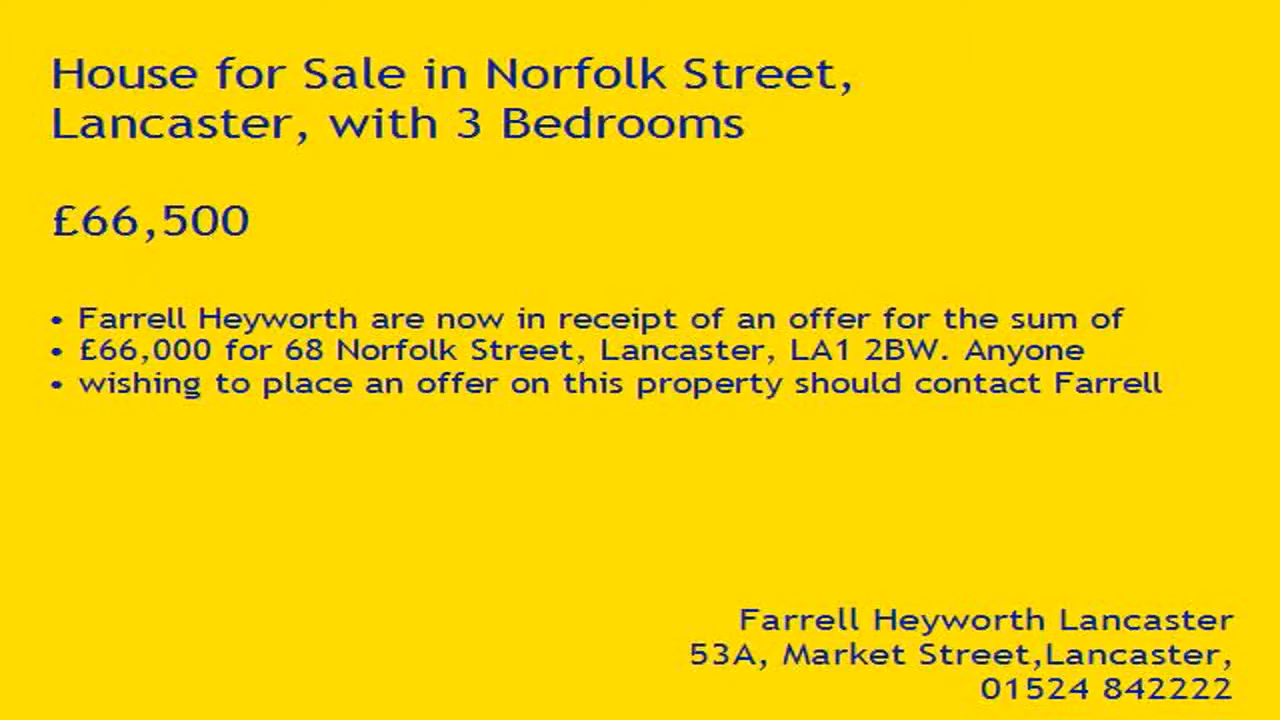 House for Sale in Norfolk Street,
Lancaster, with 3 Bedrooms
£66,500
• Farrell Heyworth are now in receipt of an offer for the sum of
• £66,000 for 68 Norfolk Street, Lancaster, LA1 2BW. Anyone
• wishing to place an offer on this property should contact Farrell
Farrell Heyworth Lancaster
53A, Market Street,Lancaster,
01524 842222